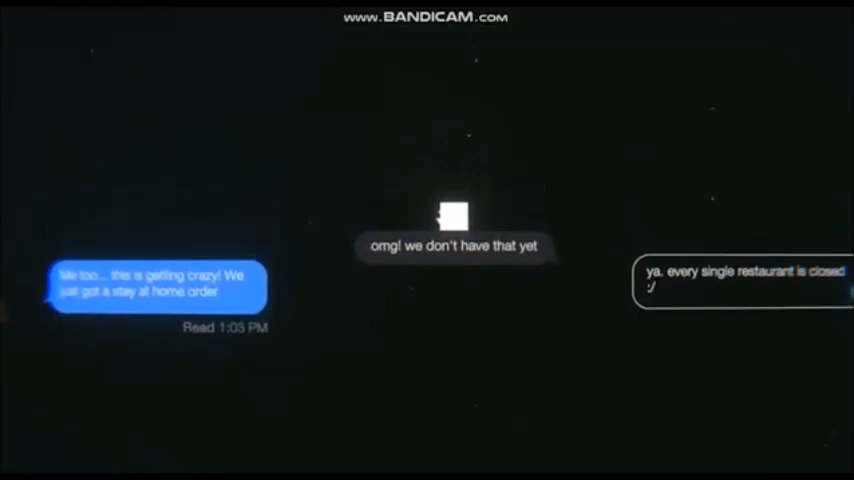 www.BANDICAM.com
Me too... this is getting crazy! We
just got a stay at home order
Read 1:03 PM
omg! we don't have that yet
ya. every single restaurant is closed
:/